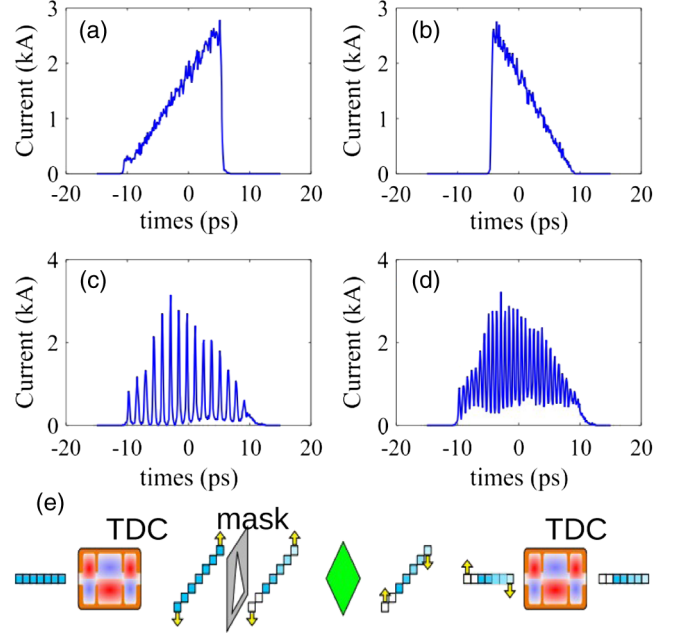 (a)
Current (kA)
3
2
1
0
-20 -10 0 10 20
times (ps)
(b)
Current (kA)
3
2
1
0
-20 -10 0 10 20
times (ps)
(c)
Current (kA)
4
2
0
-20 -10 0 10 20
times (ps)
(d)
Current (kA)
4
2
0
-20 -10 0 10 20
times (ps)
(e)
TDC mask TDC